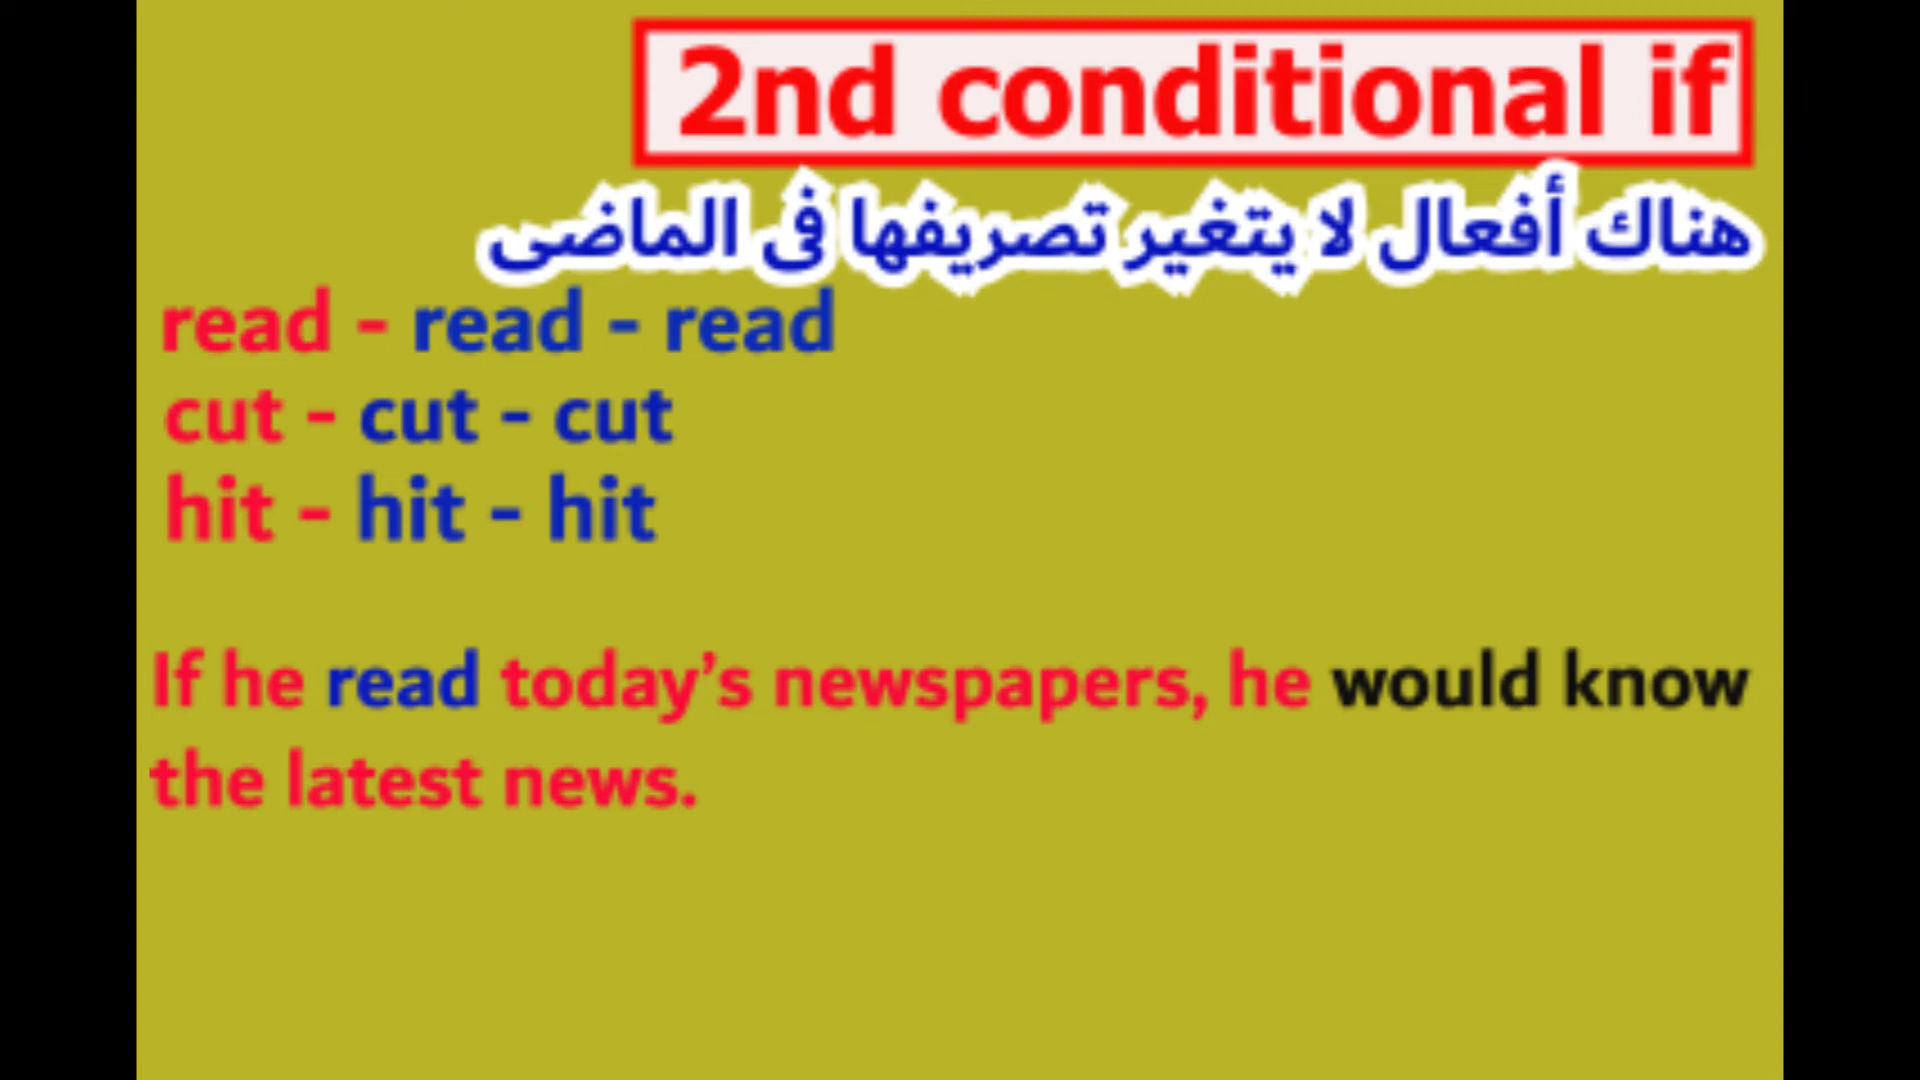 2nd conditional if
هناك أفعال لا يتغير تصريفها فى الماضى
read - read - read
cut - cut - cut
hit - hit - hit
If he read today’s newspapers, he would know
the latest news.